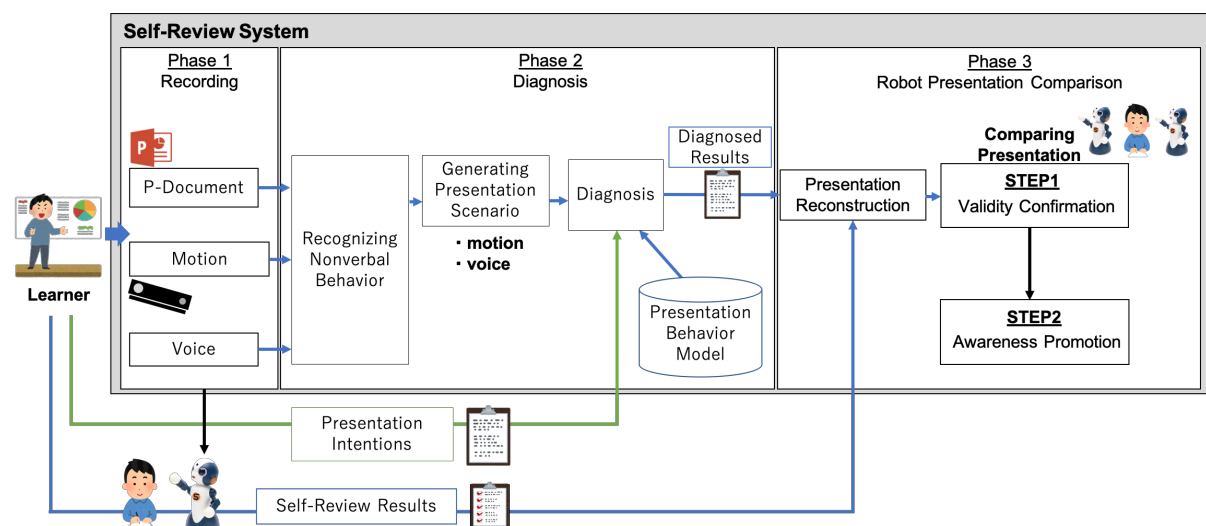 Self-Review System
Phase 1
Recording
Phase 2
Diagnosis
Phase 3
Robot Presentation Comparison
P
P-Document
Motion
Voice
Learner
Recognizing
Nonverbal
Behavior
Generating
Presentation
Scenario
・motion
・voice
Diagnosis
Diagnosed
Results
Presentation
Behavior
Model
Presentation
Reconstruction
Comparing
Presentation
STEP1
Validity Confirmation
STEP2
Awareness Promotion
Presentation
Intentions
Self-Review Results